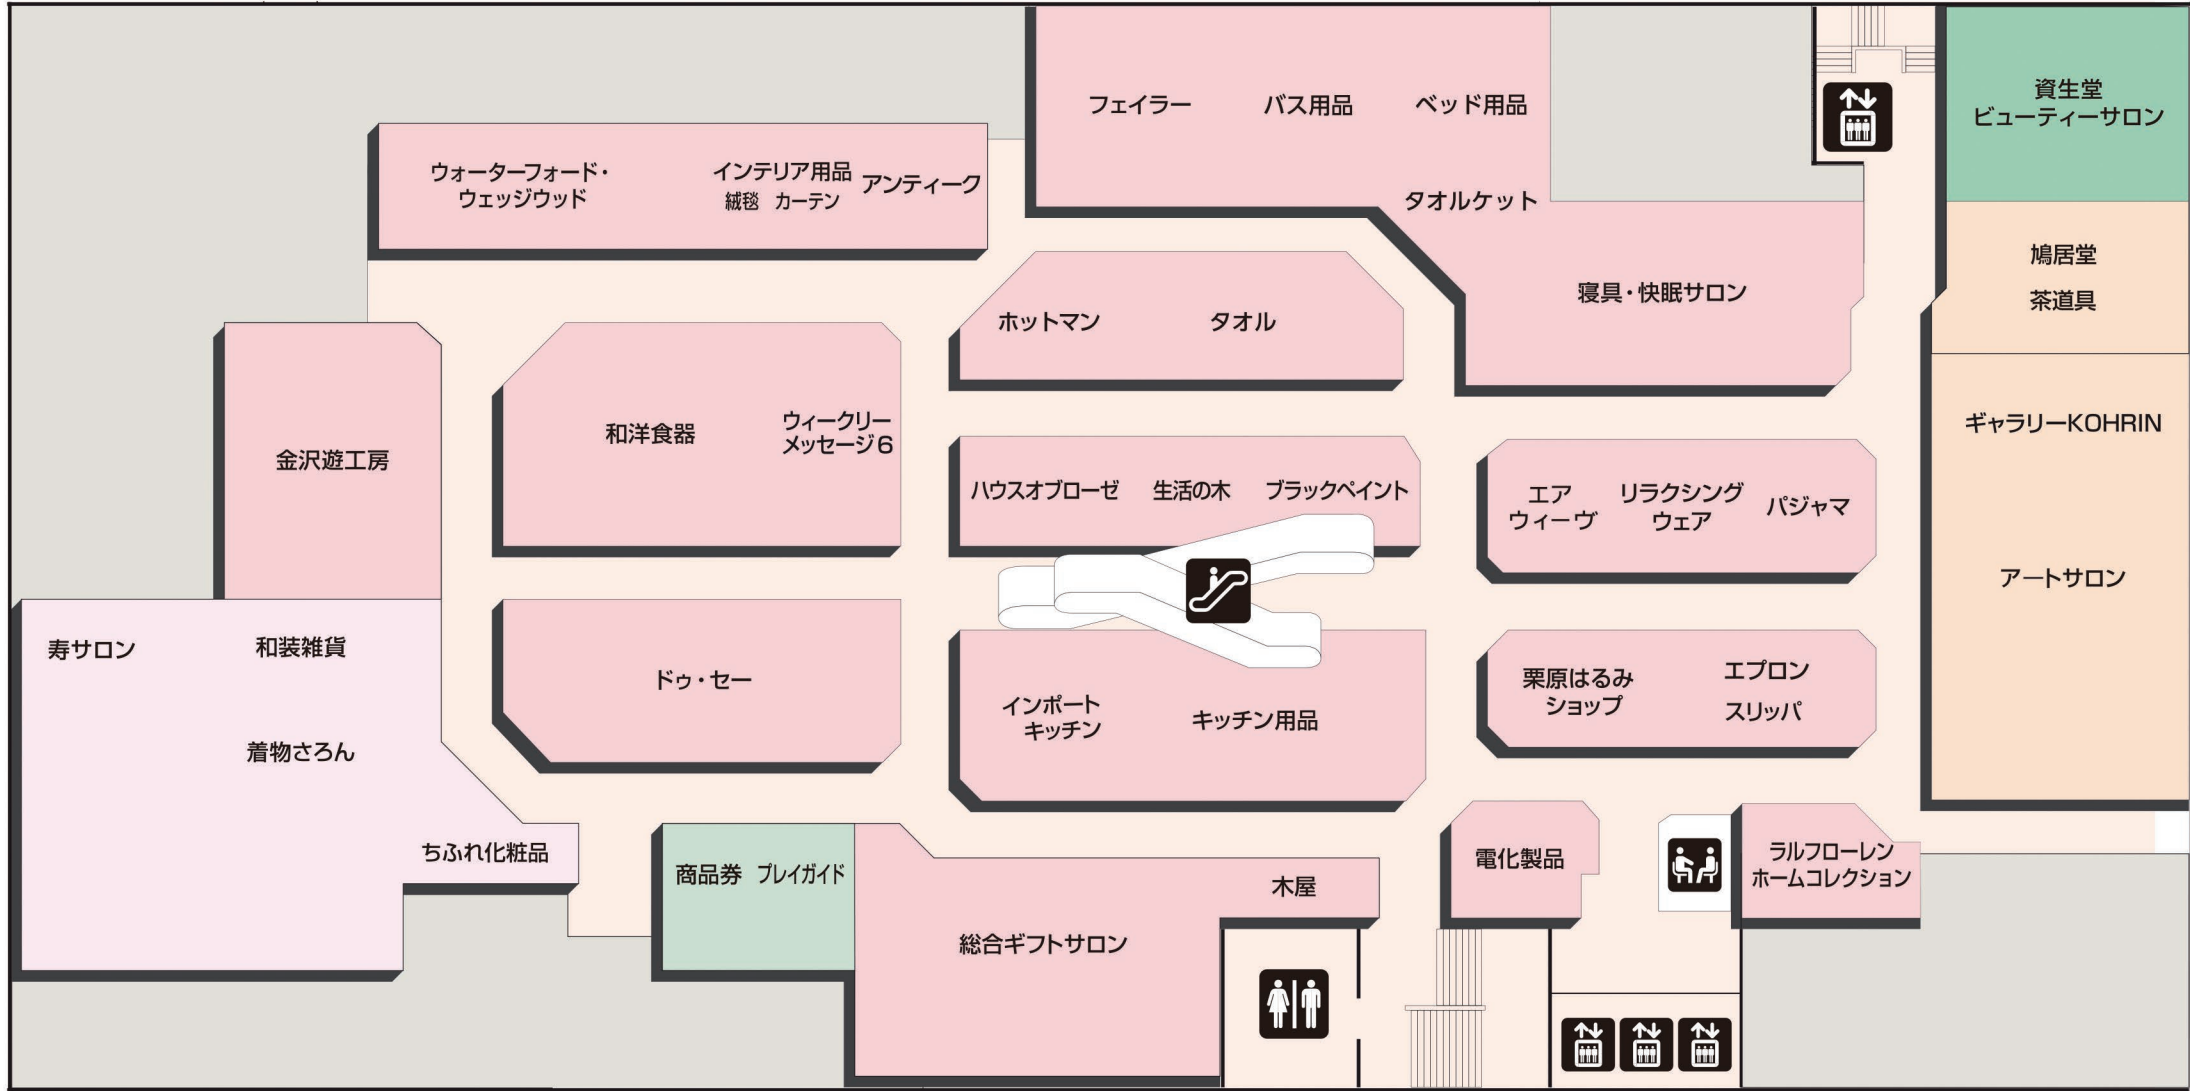 フェイラー
バス用品
ベッド用品
タオルケット
寝具・快眠サロン
資生堂
ビューティーサロン
ウォーターフォード・
ウェッジウッド
インテリア用品
絨毯 カーテン
アンティーク
鳩居堂
茶道具
ホットマン
タオル
金沢遊工房
和洋食器
ウィークリー
メッセージ6
ハウスオブローゼ
生活の木
ブラックペイント
エア
ウィーヴ
リラクシング
ウェア
パジャマ
ギャラリーKOHRIN
アートサロン
寿サロン
和装雑貨
着物さろん
ちふれ化粧品
ドゥ・セー
インポート
キッチン
キッチン用品
栗原はるみ
ショップ
エプロン
スリッパ
商品券
プレイガイド
総合ギフトサロン
木屋
電化製品
ラルフローレン
ホームコレクション